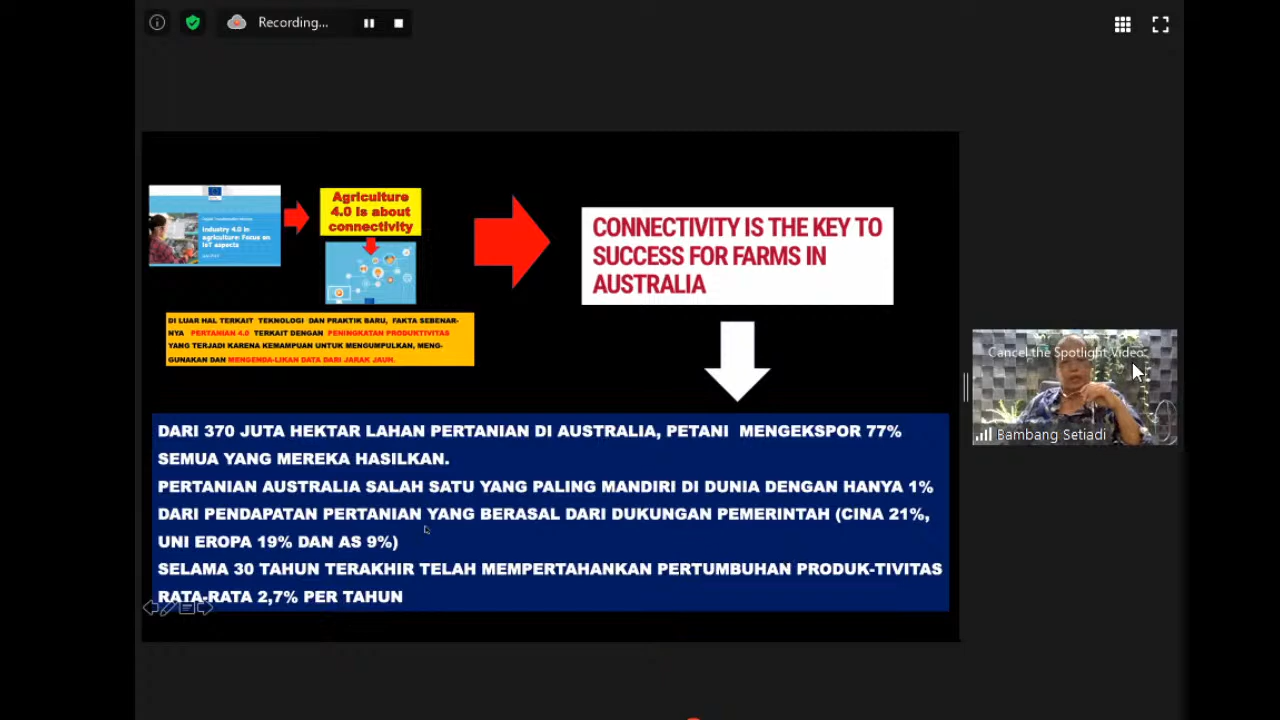 Recording...
Agriculture
4.0 is about
connectivity
Industry 4.0 in
agriculture: Focus on
IoT aspects
CONNECTIVITY IS THE KEY TO
SUCCESS FOR FARMS IN
AUSTRALIA
DI LUAR HAL TERKAIT TEKNOLOGI DAN PRAKTIK BARU, FAKTA SEBENAR-
NYA PERTANIAN 4.0 TERKAIT DENGAN PENINGKATAN PRODUKTIVITAS
YANG TERJADI KARENA KEMAMPUAN UNTUK MENGUMPULKAN, MENG-
GUNAKAN DAN MENGENDA-LIKAN DATA DARI JARAK JAUN.
Cancel the Spotlight Video
Bambang Setiadi
DARI 370 JUTA HEKTAR LAHAN PERTANIAN DI AUSTRALIA, PETANI MENGEKSPOR 77%
SEMUA YANG MEREKA HASILKAN.
PERTANIAN AUSTRALIA SALAH SATU YANG PALING MANDIRI DI DUNIA DENGAN HANYA 1%
DARI PENDAPATAN PERTANIAN YANG BERASAL DARI DUKUNGAN PEMERINTAH (CINA 21%,
UNI EROPA 19% DAN AS 9%)
SELAMA 30 TAHUN TERAKHIR TELAH MEMPERTAHANKAN PERTUMBUHAN PRODUK-TIVITAS
RATA-RATA 2,7% PER TAHUN